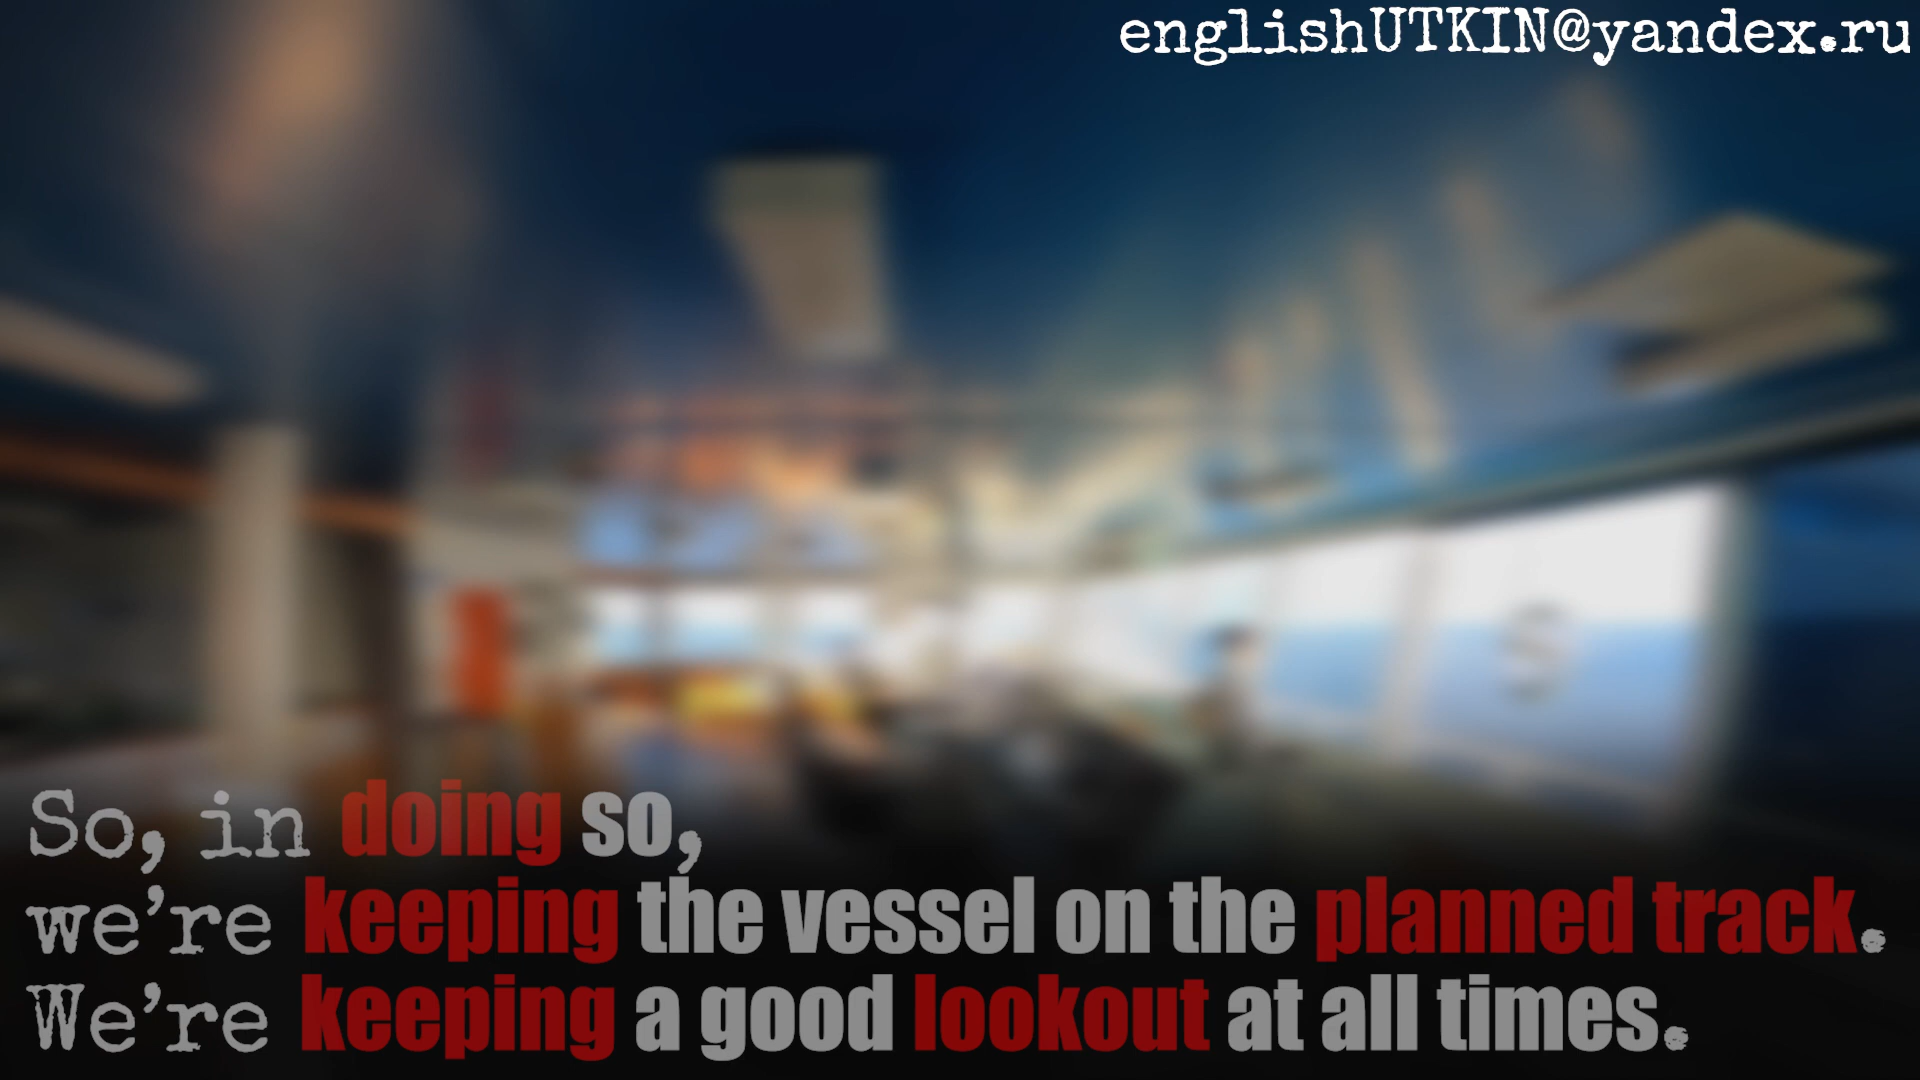 englishUTKIN@yandex.ru
So, in doing so,
we're keeping the vessel on the planned track.
We're keeping a good lookout at all times.